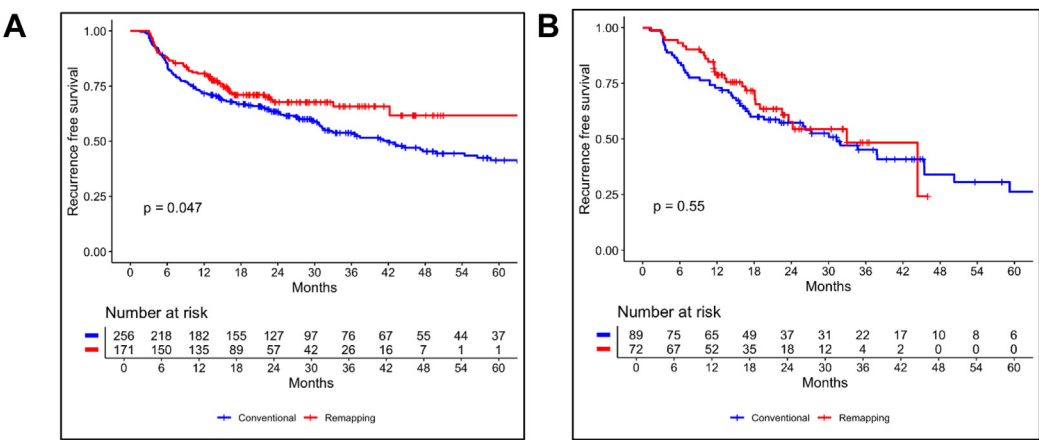 A
Recurrence free survival
1.00
0.75
0.50
0.25
0.00
p = 0.047
0 6 12 18 24 30 36 42 48 54 60
Months
Number at risk
256 218 182 155 127 97 76 67 55 44 37
171 150 135 89 57 42 26 16 7 1 1
0 6 12 18 24 30 36 42 48 54 60
Months
Conventional Remapping
B
Recurrence free survival
1.00
0.75
0.50
0.25
0.00
p = 0.55
0 6 12 18 24 30 36 42 48 54 60
Months
Number at risk
89 75 65 49 37 31 22 17 10 8 6
72 67 52 35 18 12 4 2 0 0 0
0 6 12 18 24 30 36 42 48 54 60
Months
Conventional Remapping